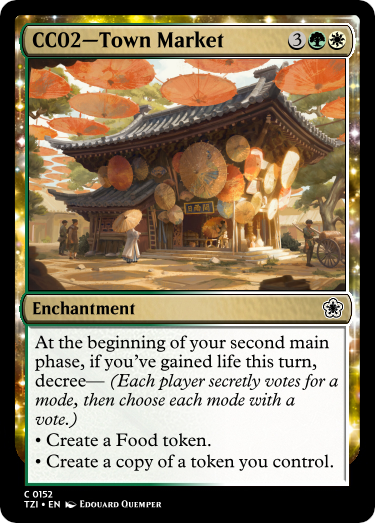 CC02—Town Market 3
Enchantment
At the beginning of your second main
phase, if you've gained life this turn,
decree— (Each player secretly votes for a
mode, then choose each mode with a
vote.)
• Create a Food token.
• Create a copy of a token you control.
C 0152
TZI • EN Edouard Quemper